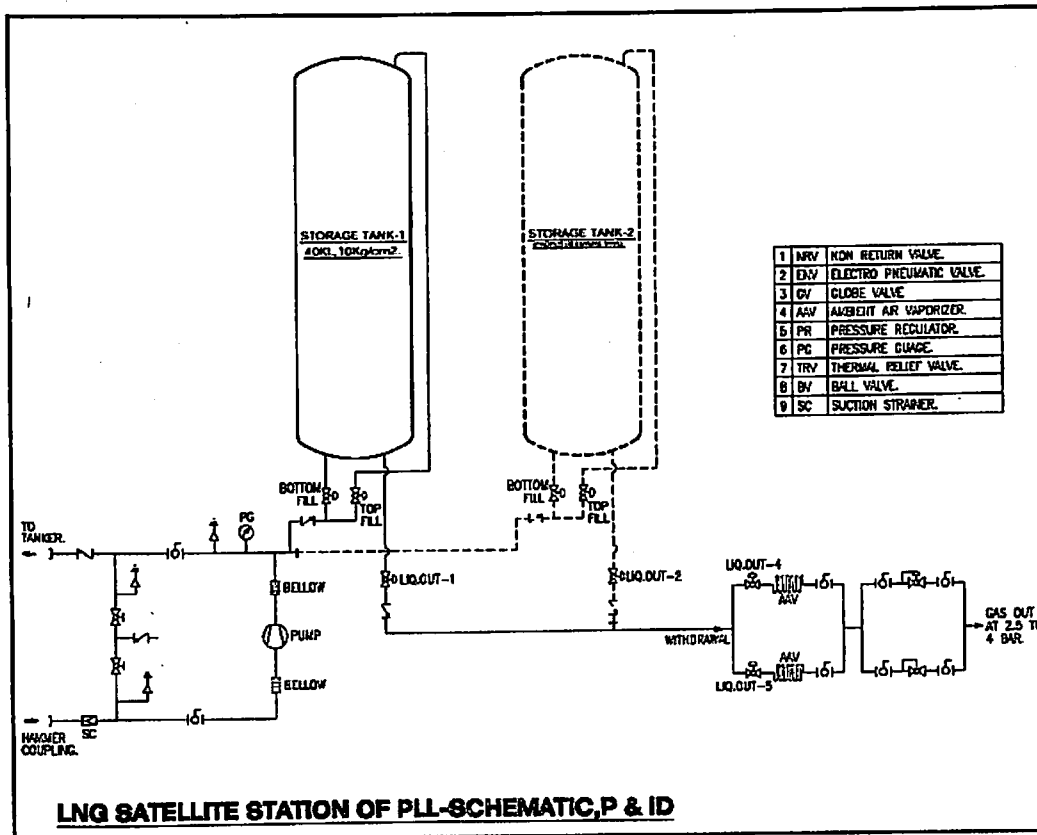 STORAGE TANK-1
40KL, 10Kg/cm2.
STORAGE TANK-2
1 NRV NON RETURN VALVE.
2 ENV ELECTRO PNEUMATIC VALVE.
3 GV GLOBE VALVE
4 AAV AMBIENT AIR VAPORIZER.
5 PR PRESSURE REGULATOR.
6 PG PRESSURE GUAGE.
7 TRV THERMAL RELIEF VALVE.
8 BV BALL VALVE.
9 SC SUCTION STRAINER.
BOTTOM
FILL
TOP
FILL
BOTTOM
FILL
TOP
FILL
PG
TO
TANKER.
BELLOW
PUMP
BELLOW
LIQ.OUT-1
LIQ.OUT-2
WITHDRAWAL
LIQ.OUT-4
AAV
AAV
LIQ.OUT-5
GAS OUT
AT 2.5 
4 BAR.
HAMMER
COUPLING.
SC
LNG SATELLITE STATION OF PLL-SCHEMATIC,P & ID